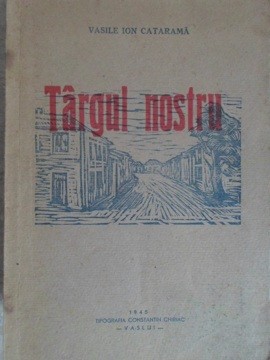 VASILE ION CATARAMĂ
Târgul nostru
1945
TIPOGRAFIA CONSTANTIN CHIRIAC
— VASLUI —